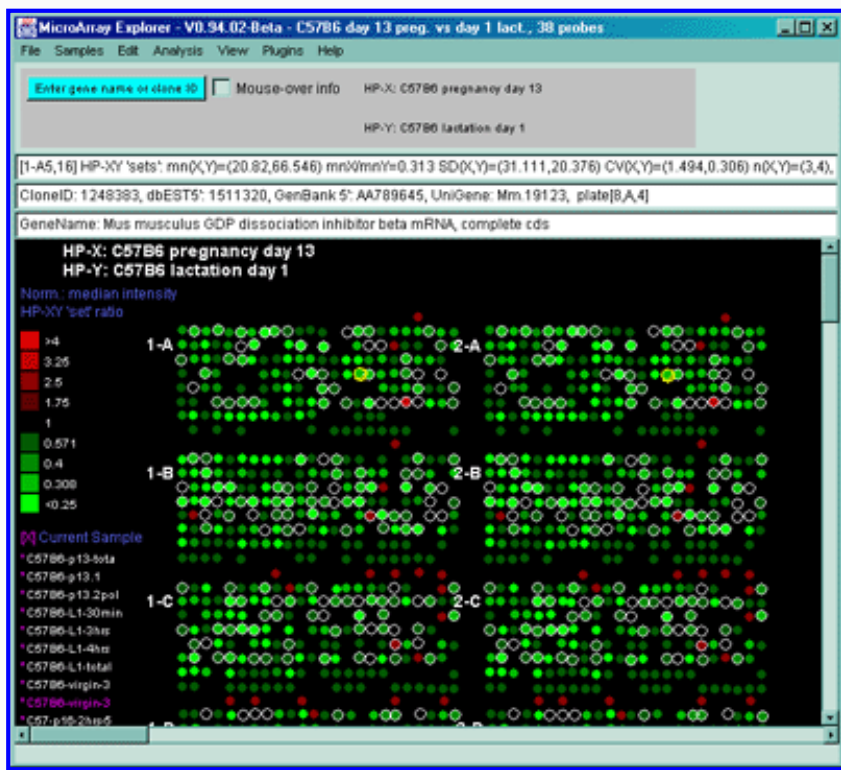 MicroArray Explorer - V0.94.02-Beta - C57B6 day 13 preg. vs day 1 lact., 38 probes
File Samples Edit Analysis View Plugins Help
Enter gene name or clone ID Mouse-over info HP-X: C57B6 pregnancy day 13
HP-Y: C57B6 lactation day 1
[1-A5,16] HP-XY 'sets': mn(X,Y)=(20.82,66.546) mnX/mnY=0.313 SD(X,Y)=(31.111,20.376) CV(X,Y)=(1.494,0.306) n(X,Y)=(3,4),
CloneID: 1248383, dbEST5': 1511320, GenBank 5': AA789645, UniGene: Mm.19123, plate[8,A,4]
GeneName: Mus musculus GDP dissociation inhibitor beta mRNA, complete cds
HP-X: C57B6 pregnancy day 13
HP-Y: C57B6 lactation day 1
Norm.: median intensity
HP-XY 'set' ratio
>4
3.25
2.5
1.75
1
0.571
0.4
0.308
<0.25
1-A 2-A
1-B 2-B
1-C 2-C
[X] Current Sample
*C57B6-p13-tota
*C57B6-p13.1
*C57B6-p13.2pol
*C57B6-L1-30min
*C57B6-L1-3hrs
*C57B6-L1-4hrs
*C57B6-L1-total
*C57B6-virgin-3
*C57B6-virgin-3